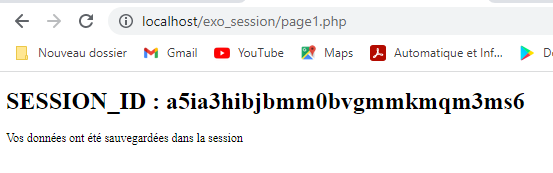 localhost/exo_session/page1.php
Nouveau dossier Gmail YouTube Maps Automatique et Inf...
SESSION_ID : a5ia3hibjbmm0bvgmmkmqm3ms6
Vos données ont été sauvegardées dans la session